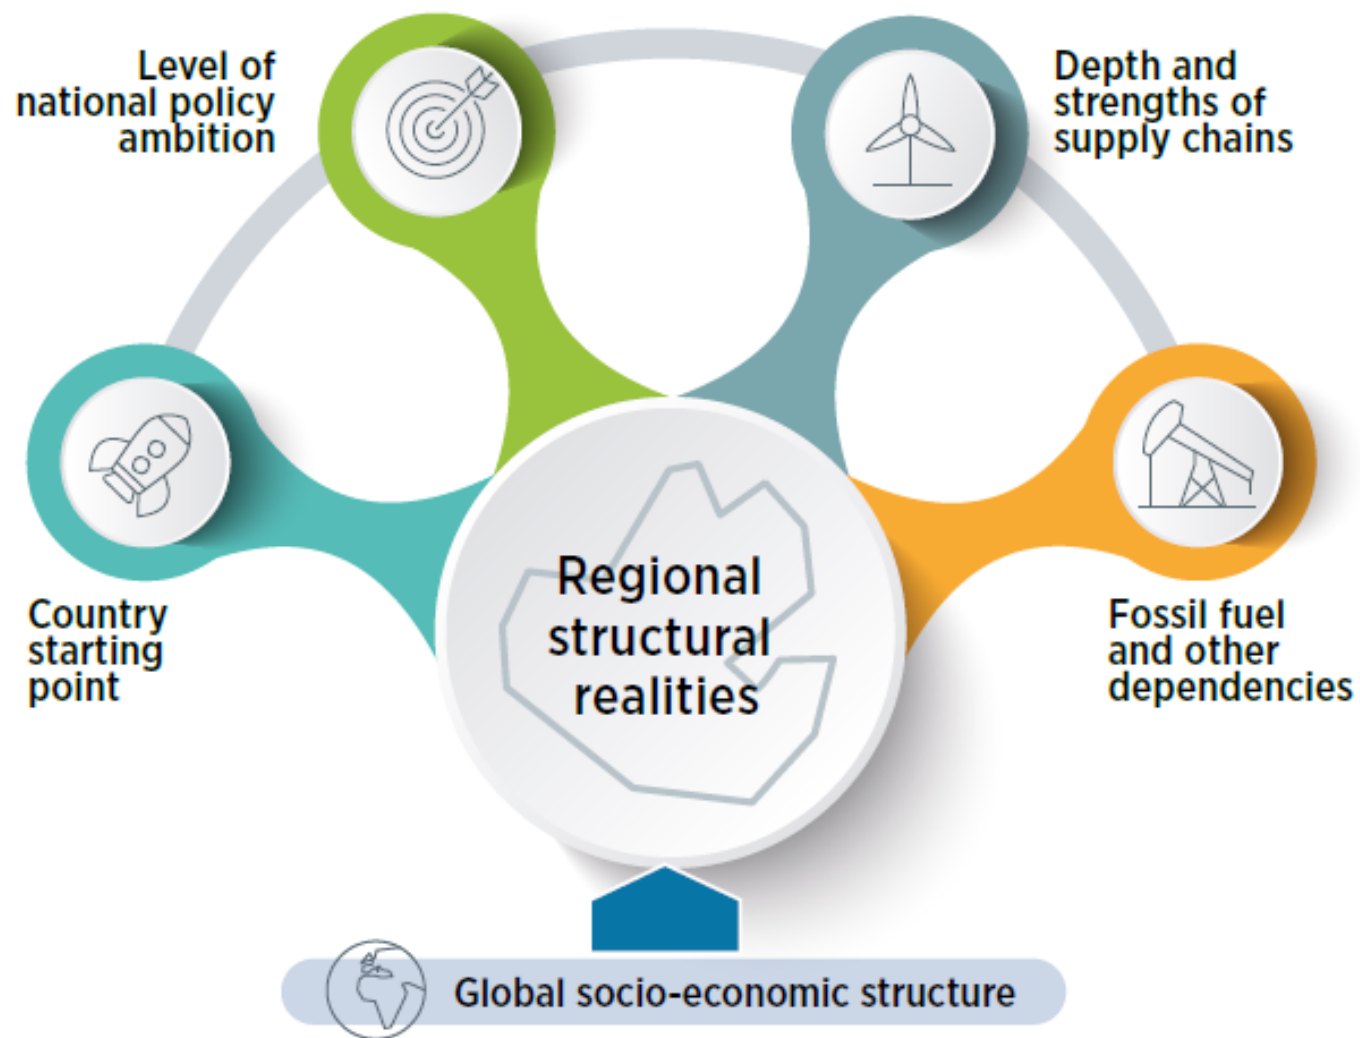 Level of
national policy
ambition
Depth and
strengths of
supply chains
Country
starting
point
Regional
structural
realities
Fossil fuel
and other
dependencies
Global socio-economic structure